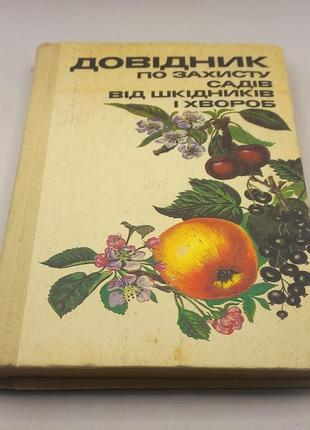 ДОВІДНИК
ПО ЗАХИСТУ
САДІВ
ВІД ШКІДНИКІВ
І ХВОРОБ